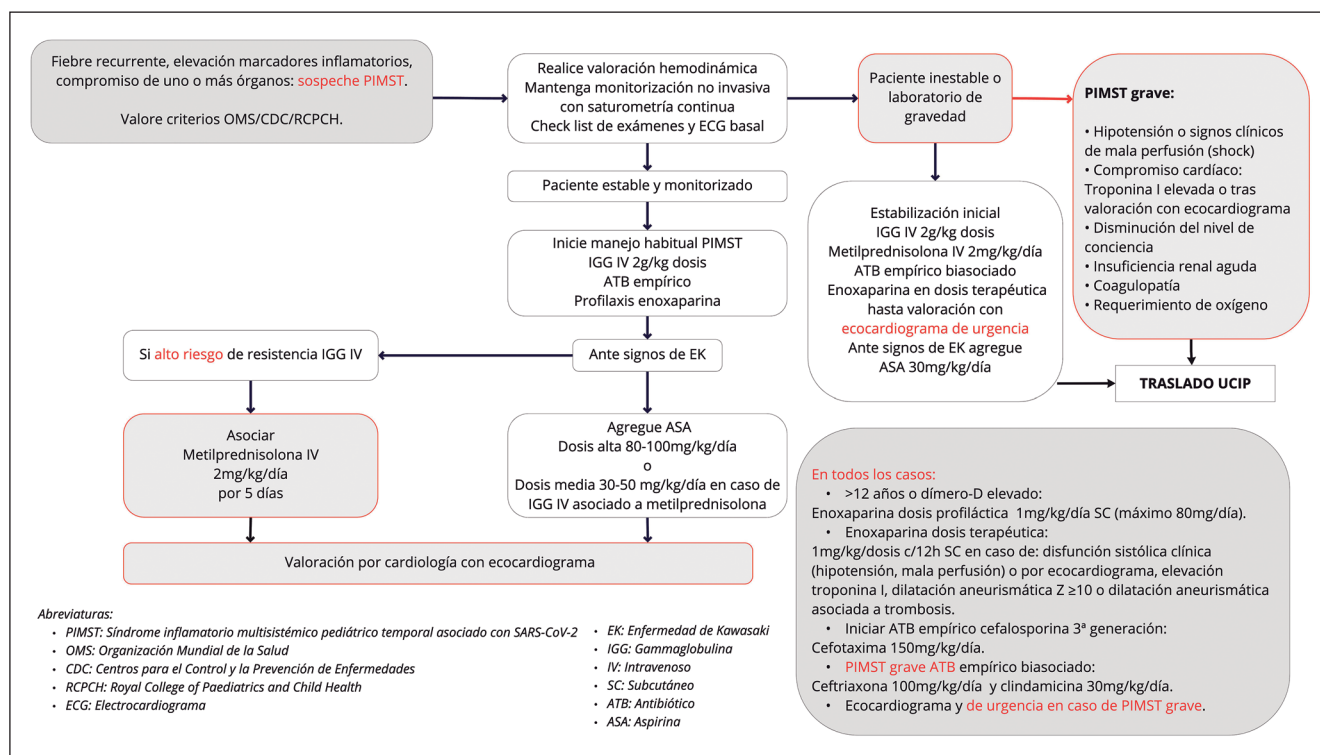 Fiebre recurrente, elevación marcadores inflamatorios,
compromiso de uno o más órganos: sospeche PIMST.
Valore criterios OMS/CDC/RCPCH.
Realice valoración hemodinámica
Mantenga monitorización no invasiva
con saturometría continua
Check list de exámenes y ECG basal
Paciente inestable o
laboratorio de
gravedad
PIMST grave:
• Hipotensión o signos clínicos
de mala perfusión (shock)
• Compromiso cardíaco:
Troponina I elevada o tras
valoración con ecocardiograma
• Disminución del nivel de
conciencia
• Insuficiencia renal aguda
• Coagulopatía
• Requerimiento de oxígeno
Paciente estable y monitorizado
Inicie manejo habitual PIMST
IGG IV 2g/kg dosis
ATB empírico
Profilaxis enoxaparina
Estabilización inicial
IGG IV 2g/kg dosis
Metilprednisolona IV 2mg/kg/día
ATB empírico biasociado
Enoxaparina en dosis terapéutica
hasta valoración con
ecocardiograma de urgencia
Ante signos de EK agregue
ASA 30mg/kg/día
TRASLADO UCIP
Si alto riesgo de resistencia IGG IV
Ante signos de EK
Asociar
Metilprednisolona IV
2mg/kg/día
por 5 días
Agregue ASA
Dosis alta 80-100mg/kg/día
o
Dosis media 30-50 mg/kg/día en caso de
IGG IV asociado a metilprednisolona
Valoración por cardiología con ecocardiograma
En todos los casos:
• >12 años o dímero-D elevado:
Enoxaparina dosis profiláctica 1mg/kg/día SC (máximo 80mg/día).
• Enoxaparina dosis terapéutica:
1mg/kg/dosis c/12h SC en caso de: disfunción sistólica clínica
(hipotensión, mala perfusión) o por ecocardiograma, elevación
troponina I, dilatación aneurismática Z ≥10 o dilatación aneurismática
asociada a trombosis.
• Iniciar ATB empírico cefalosporina 3ª generación:
Cefotaxima 150mg/kg/día.
• PIMST grave ATB empírico biasociado:
Ceftriaxona 100mg/kg/día y clindamicina 30mg/kg/día.
• Ecocardiograma y de urgencia en caso de PIMST grave.
Abreviaturas:
• PIMST: Síndrome inflamatorio multisistémico pediátrico temporal asociado con SARS-CoV-2
• OMS: Organización Mundial de la Salud
• CDC: Centros para el Control y la Prevención de Enfermedades
• RCPCH: Royal College of Paediatrics and Child Health
• ECG: Electrocardiograma
• EK: Enfermedad de Kawasaki
• IGG: Gammaglobulina
• IV: Intravenoso
• SC: Subcutáneo
• ATB: Antibiótico
• ASA: Aspirina